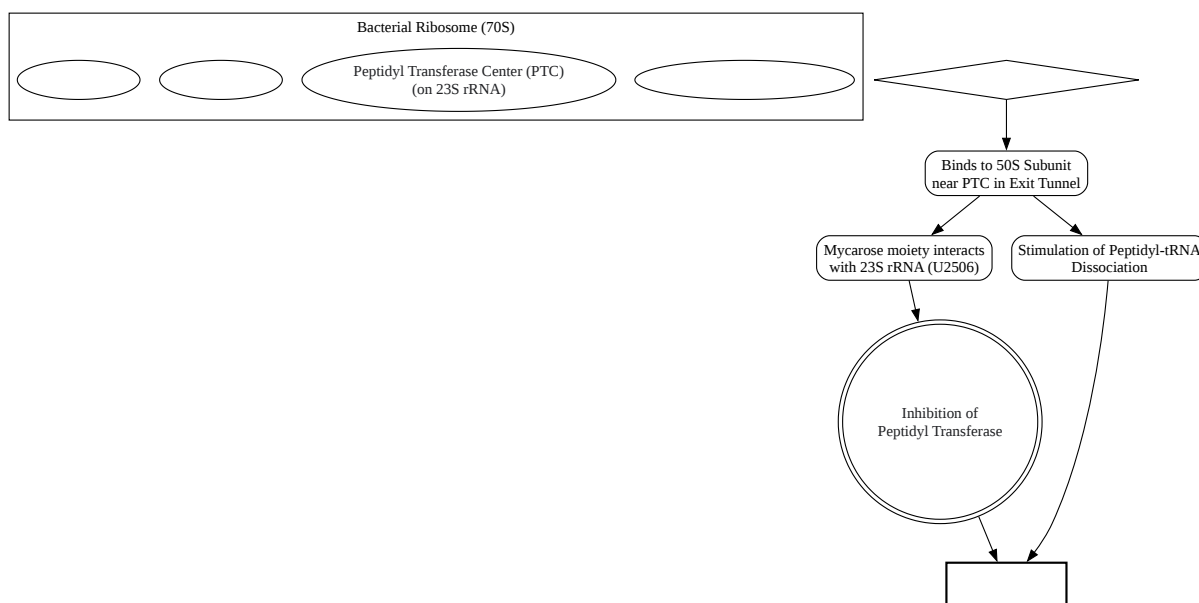 Bacterial Ribosome (70S)
Peptidyl Transferase Center (PTC)
(on 23S rRNA)
Binds to 50S Subunit
near PTC in Exit Tunnel
Mycarose moiety interacts
with 23S rRNA (U2506)
Stimulation of Peptidyl-tRNA
Dissociation
Inhibition of
Peptidyl Transferase